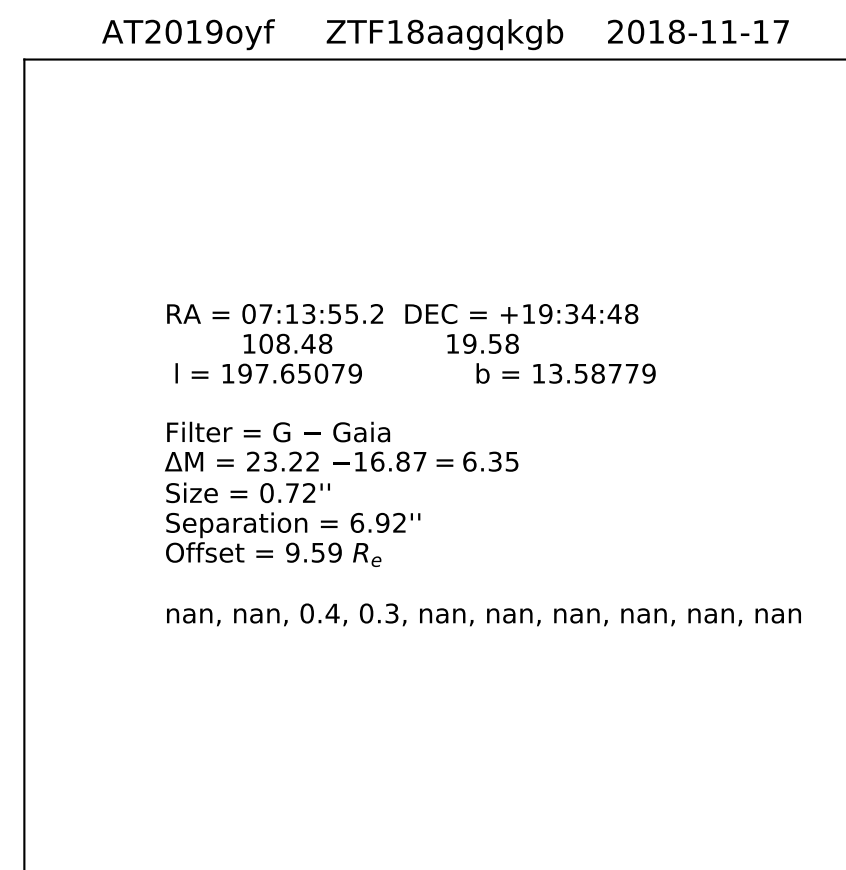 AT2019oyf ZTF18aagqkgb 2018-11-17
RA = 07:13:55.2 DEC = +19:34:48
108.48 19.58
l = 197.65079 b = 13.58779
Filter = G − Gaia
ΔM = 23.22 −16.87 = 6.35
Size = 0.72''
Separation = 6.92''
Offset = 9.59 Re
nan, nan, 0.4, 0.3, nan, nan, nan, nan, nan, nan